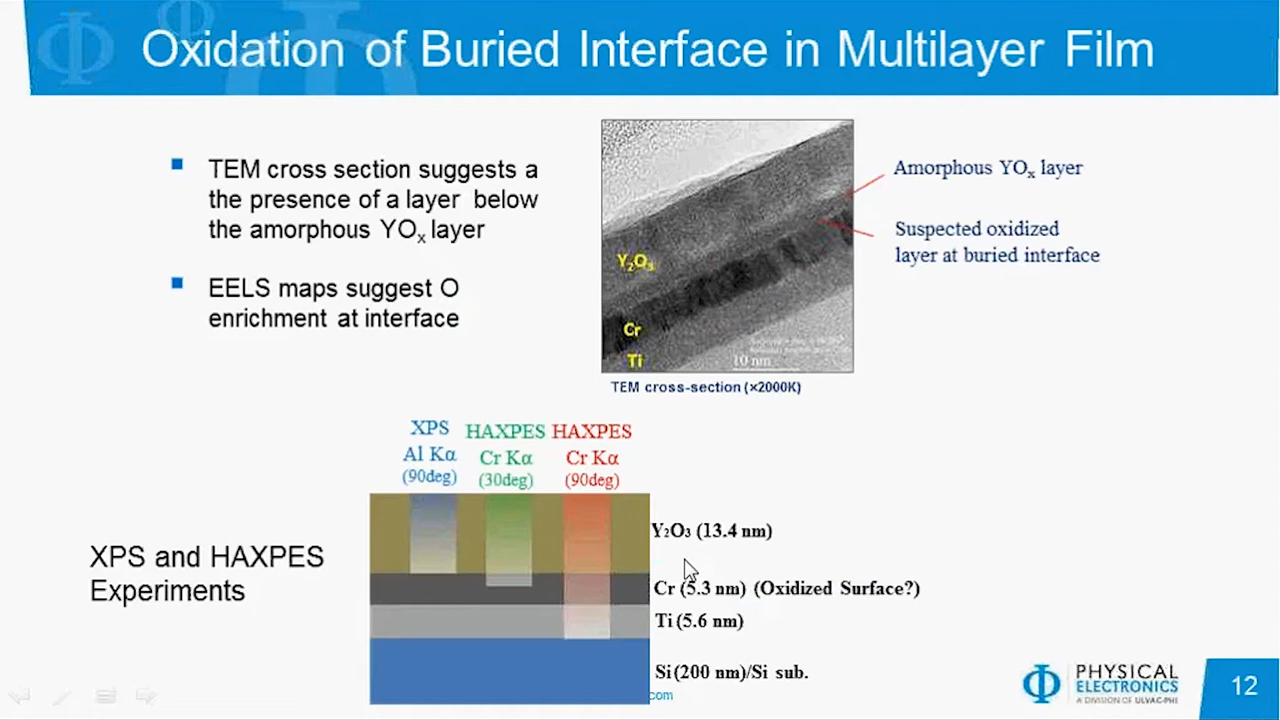 Oxidation of Buried Interface in Multilayer Film
TEM cross section suggests a
the presence of a layer below
the amorphous YOₓ layer
EELS maps suggest O
enrichment at interface
Y₂O₃
Cr
Ti
10 nm
TEM cross-section (×2000K)
Amorphous YOₓ layer
Suspected oxidized
layer at buried interface
XPS
Al Kα
(90deg)
HAXPES
Cr Kα
(30deg)
HAXPES
Cr Kα
(90deg)
XPS and HAXPES
Experiments
Y₂O₃ (13.4 nm)
Cr (5.3 nm) (Oxidized Surface?)
Ti (5.6 nm)
Si (200 nm)/Si sub.
com
PHYSICAL
ELECTRONICS
A DIVISION OF ULVAC-PHI
12